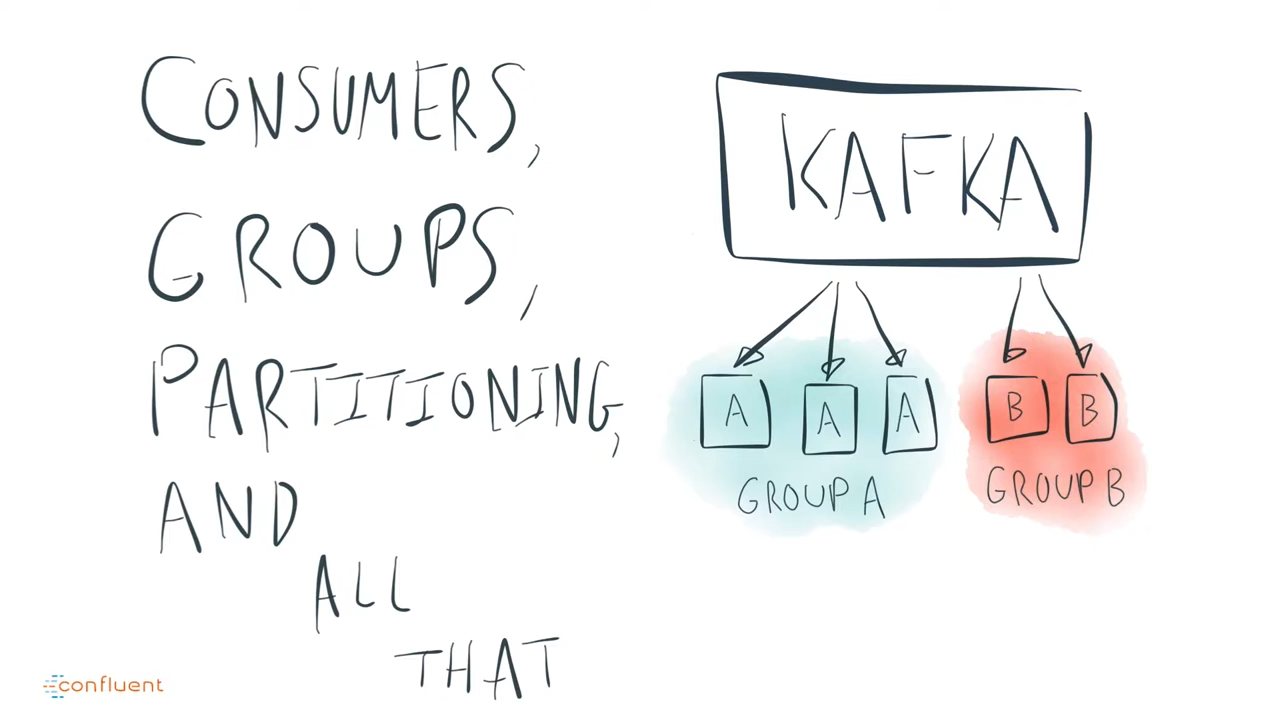 CONSUMERS,
GROUPS,
PARTITIONING,
AND
ALL
THAT
KAFKA
A A A B B
GROUP A GROUP B
confluent